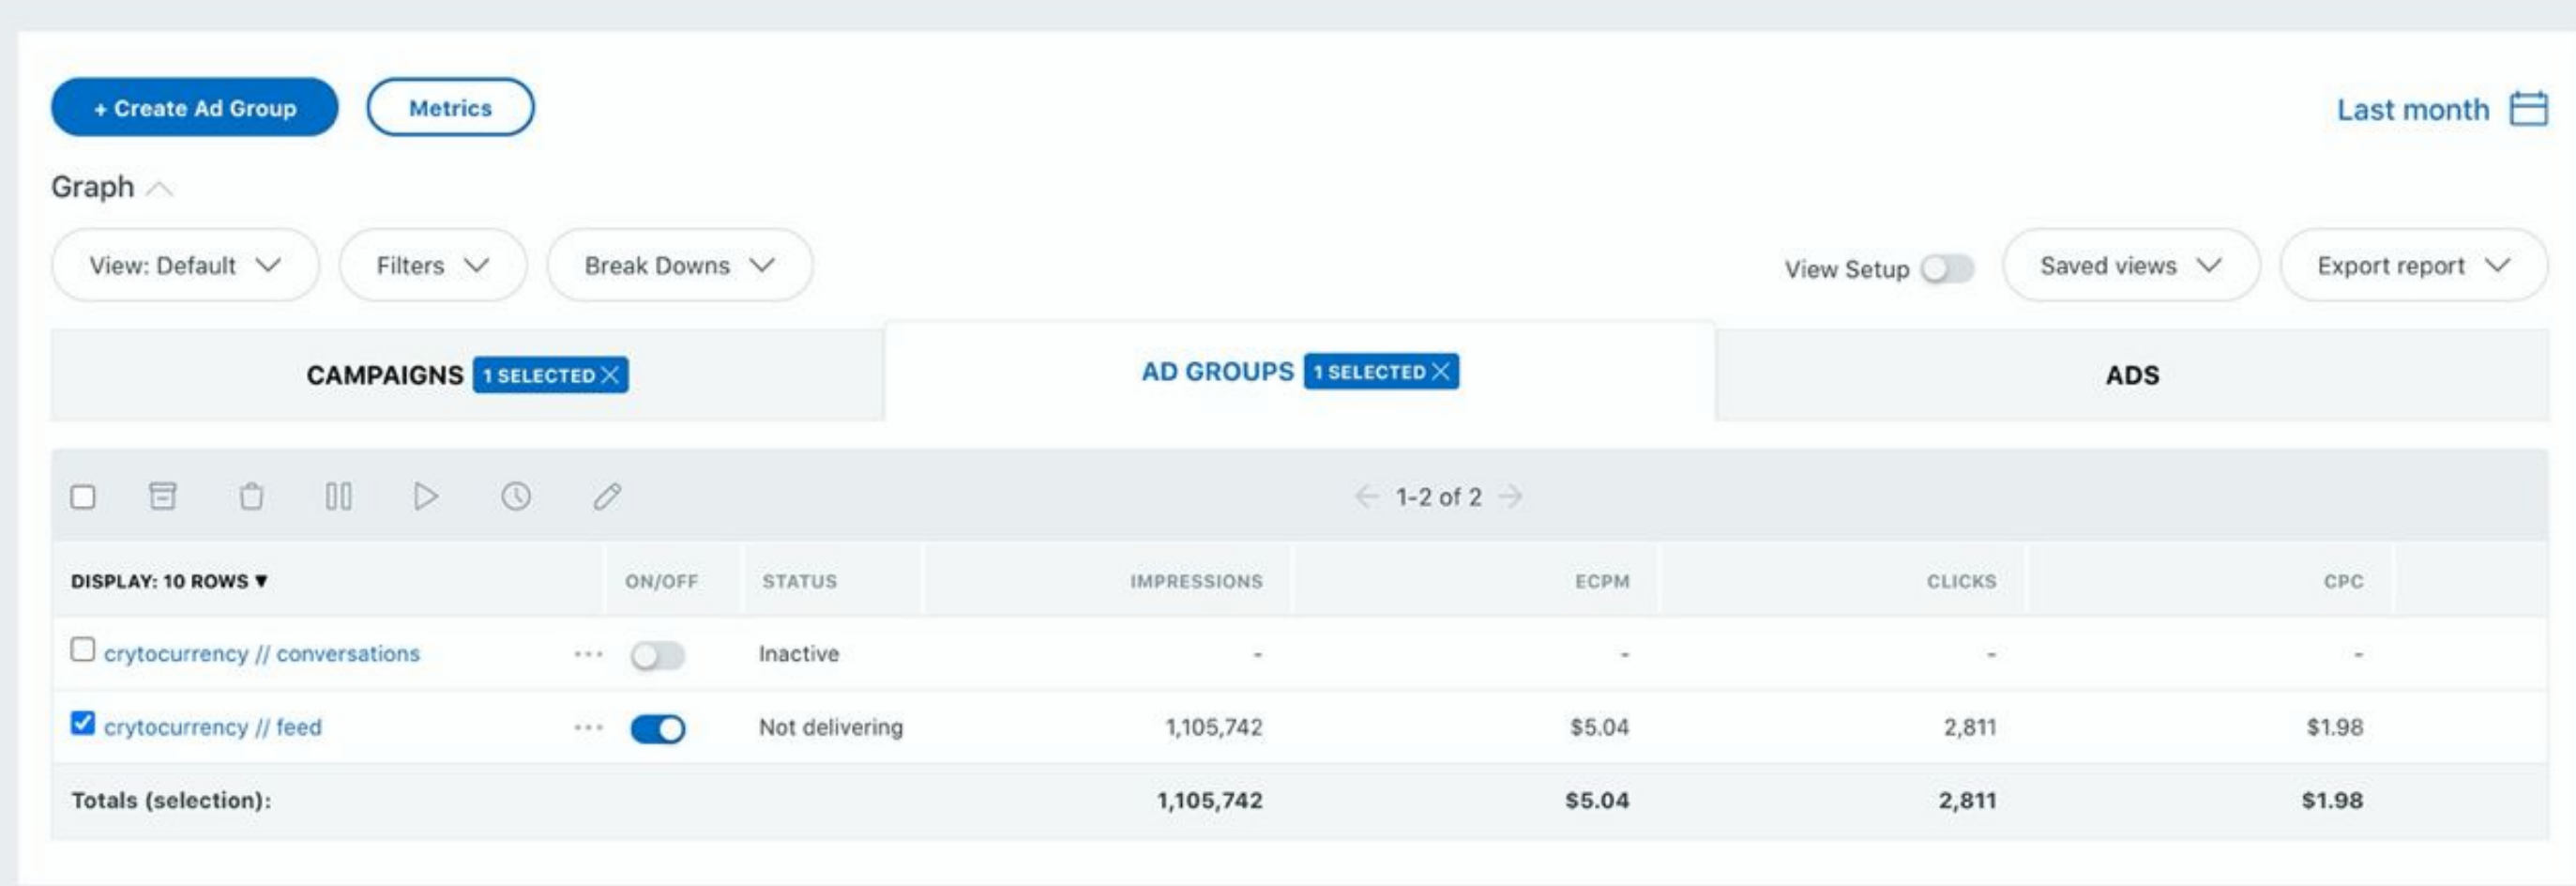 + Create Ad Group Metrics Last month
Graph
View: Default Filters Break Downs View Setup Saved views Export report
CAMPAIGNS 1 SELECTED AD GROUPS 1 SELECTED ADS
1-2 of 2
DISPLAY: 10 ROWS ▼ ON/OFF STATUS IMPRESSIONS ECPM CLICKS CPC
crytocurrency // conversations ... Inactive - - - -
crytocurrency // feed ... Not delivering 1,105,742 $5.04 2,811 $1.98
Totals (selection): 1,105,742 $5.04 2,811 $1.98